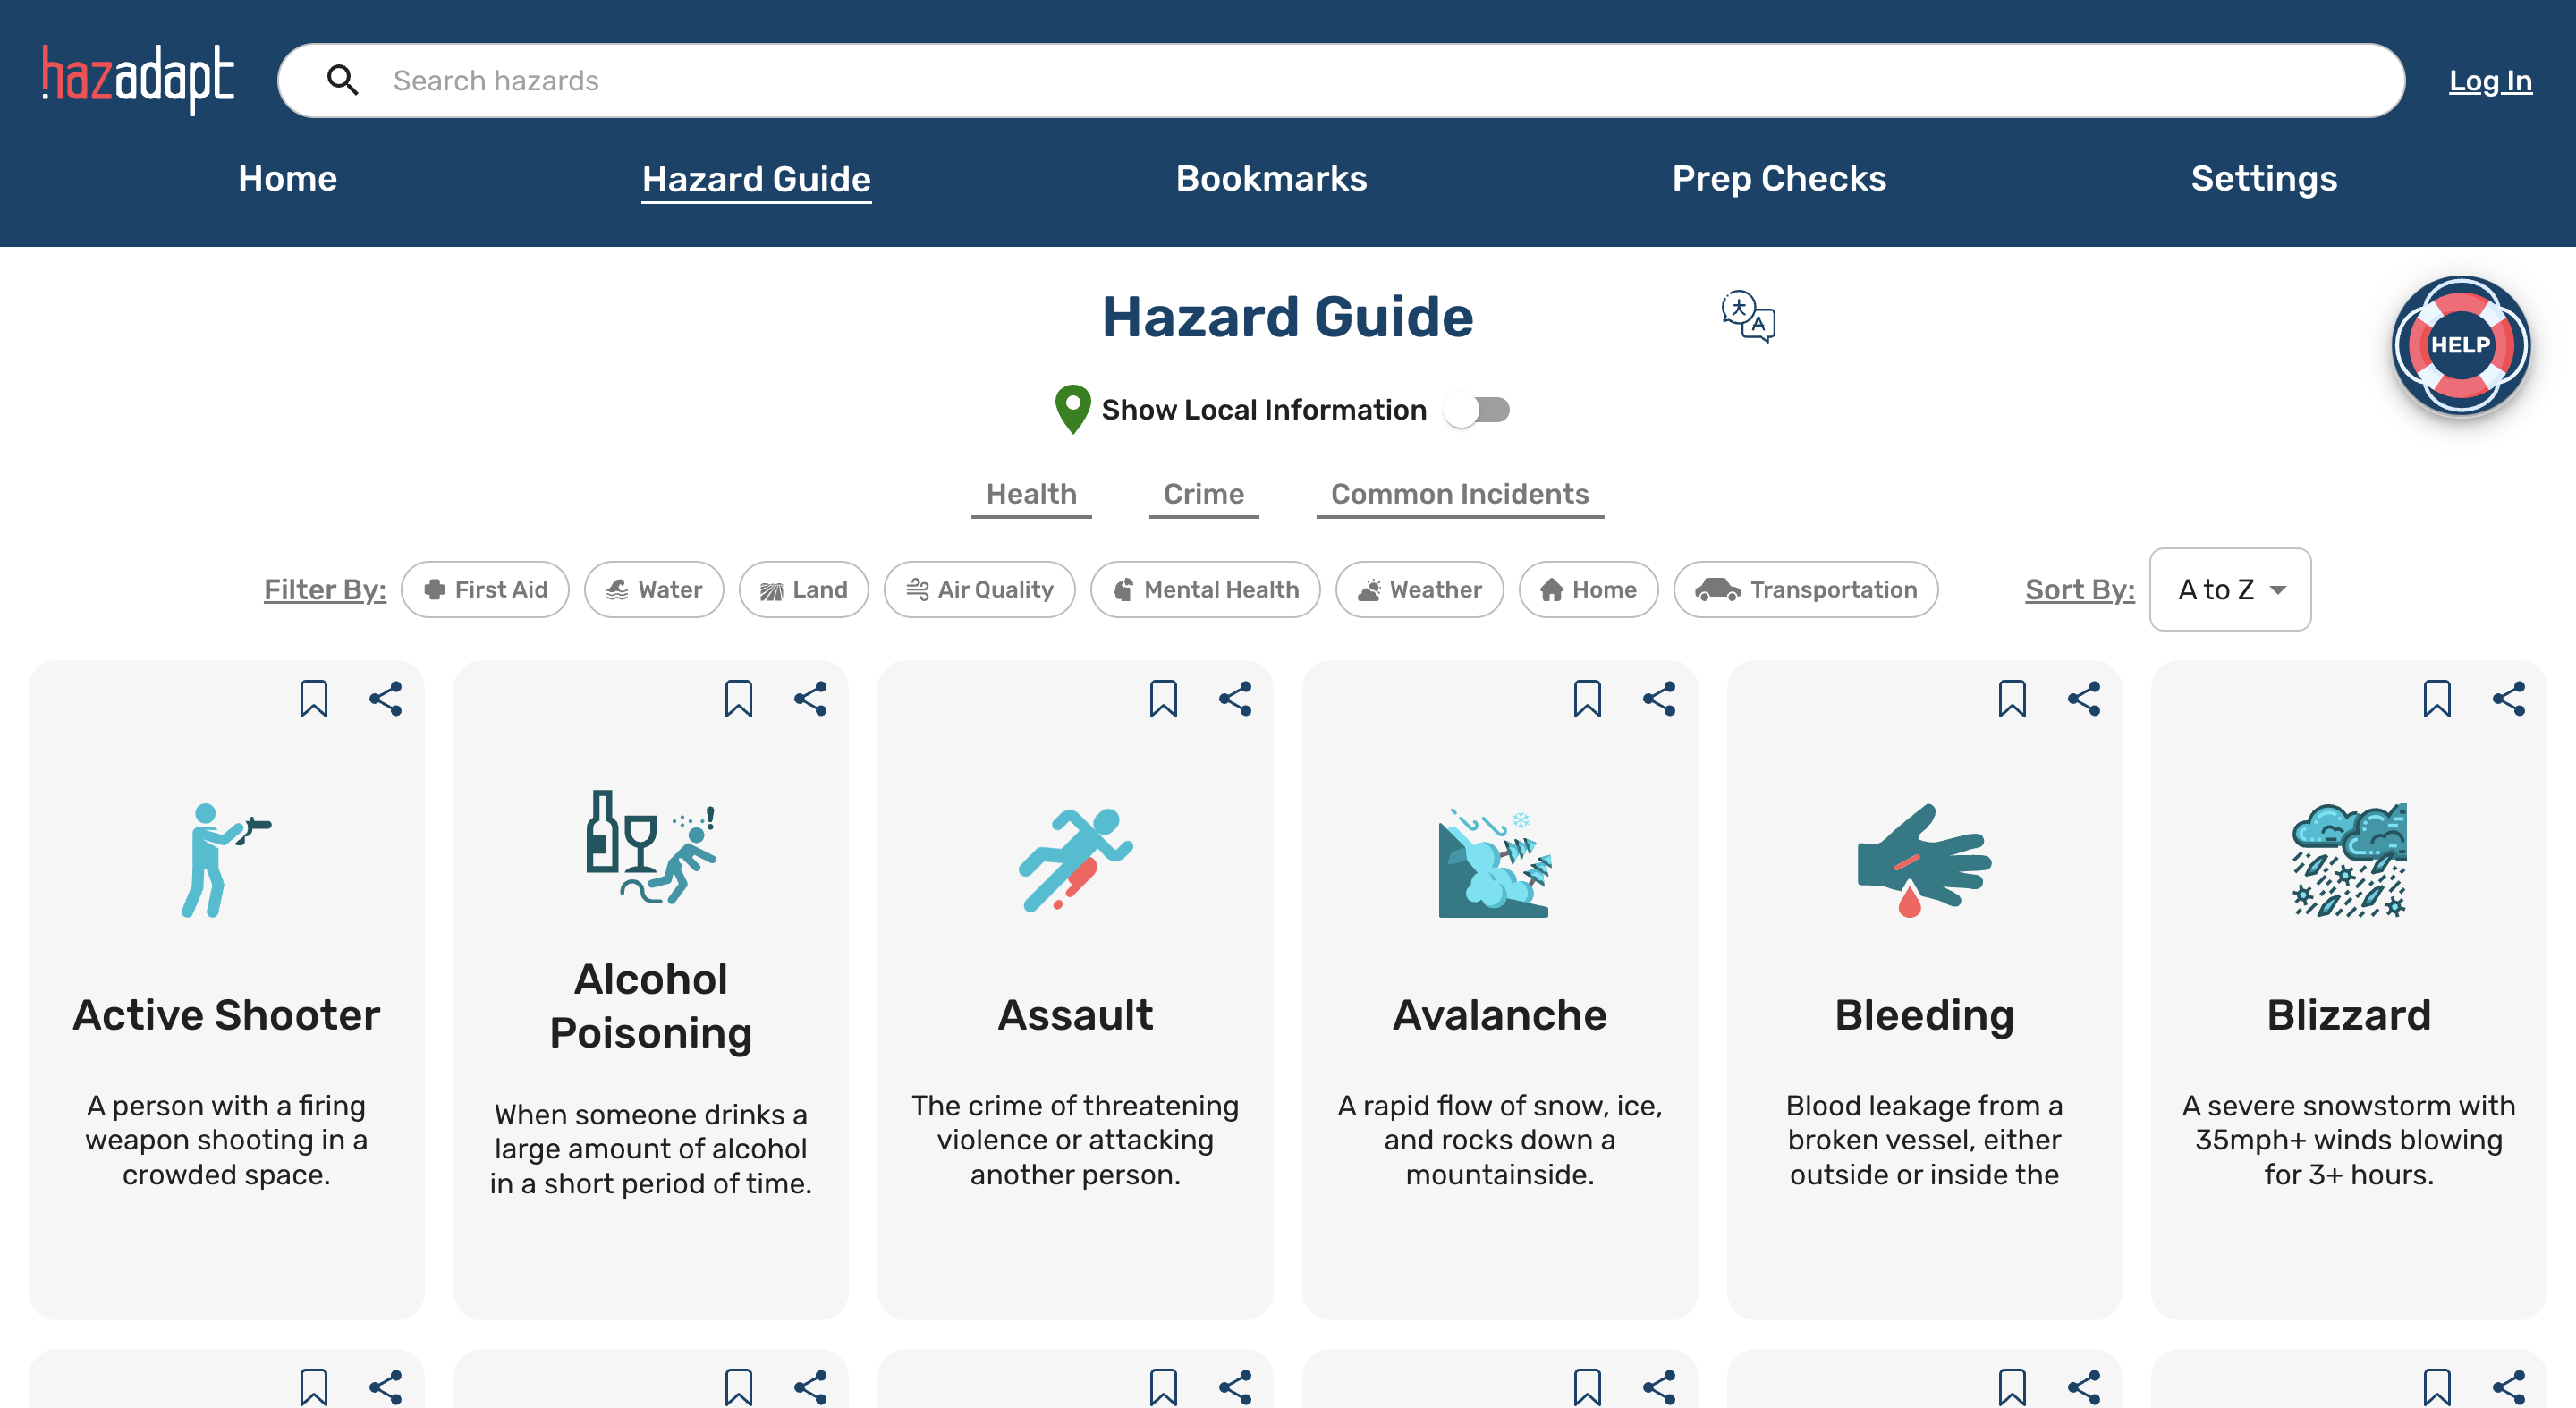 hazadapt
Search hazards
Log In
Home
Hazard Guide
Bookmarks
Prep Checks
Settings
Hazard Guide
大
A
HELP
Show Local Information
Health
Crime
Common Incidents
Filter By:
First Aid
Water
Land
Air Quality
Mental Health
Weather
Home
Transportation
Sort By:
A to Z
Active Shooter
A person with a firing
weapon shooting in a
crowded space.
Alcohol
Poisoning
When someone drinks a
large amount of alcohol
in a short period of time.
Assault
The crime of threatening
violence or attacking
another person.
Avalanche
A rapid flow of snow, ice,
and rocks down a
mountainside.
Bleeding
Blood leakage from a
broken vessel, either
outside or inside the
Blizzard
A severe snowstorm with
35mph+ winds blowing
for 3+ hours.